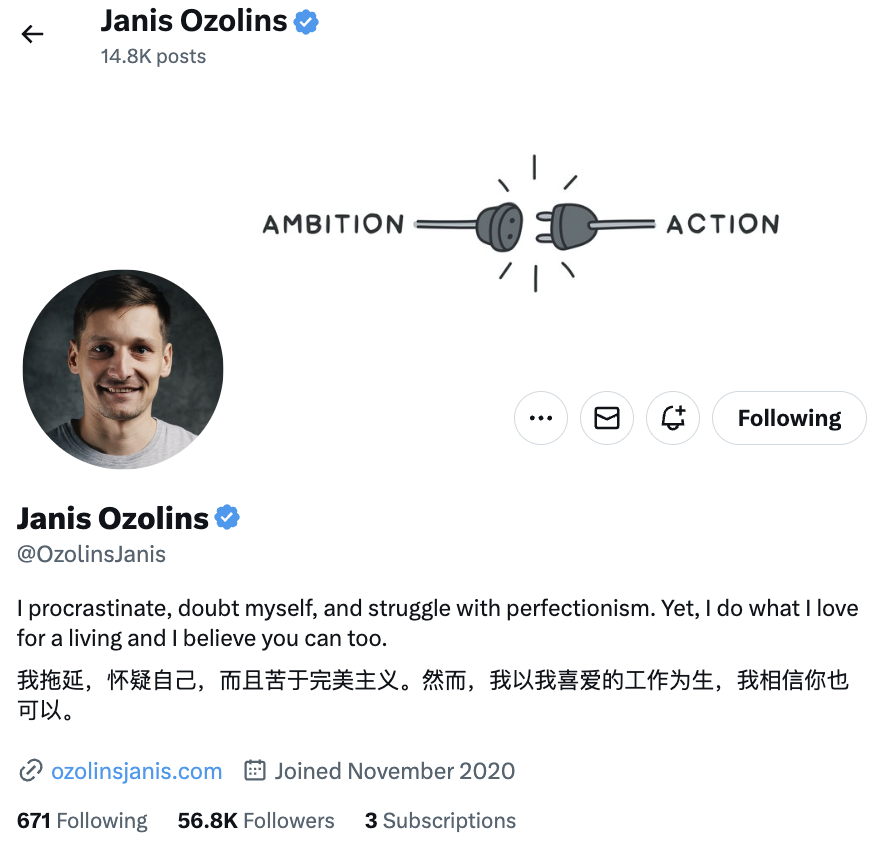 Janis Ozolins
14.8K posts
AMBITION ACTION
Following
Janis Ozolins
@OzolinsJanis
I procrastinate, doubt myself, and struggle with perfectionism. Yet, I do what I love
for a living and I believe you can too.
我拖延，怀疑自己，而且苦于完美主义。然而，我以我喜爱的工作为生，我相信你也
可以。
ozolinsjanis.com Joined November 2020
671 Following 56.8K Followers 3 Subscriptions